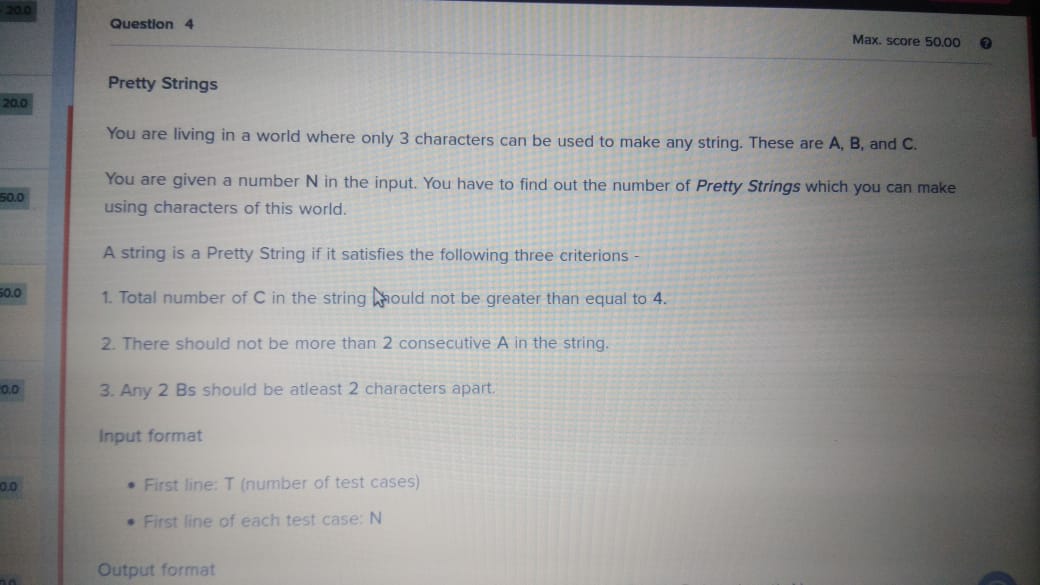 20.0
Question 4
Max. score 50.00
Pretty Strings
20.0
You are living in a world where only 3 characters can be used to make any string. These are A, B, and C.
You are given a number N in the input. You have to find out the number of Pretty Strings which you can make
50.0
using characters of this world.
A string is a Pretty String if it satisfies the following three criterions -
50.0
1. Total number of C in the string should not be greater than equal to 4.
2. There should not be more than 2 consecutive A in the string.
0.0
3. Any 2 Bs should be atleast 2 characters apart.
Input format
0.0
• First line: T (number of test cases)
• First line of each test case: N
Output format